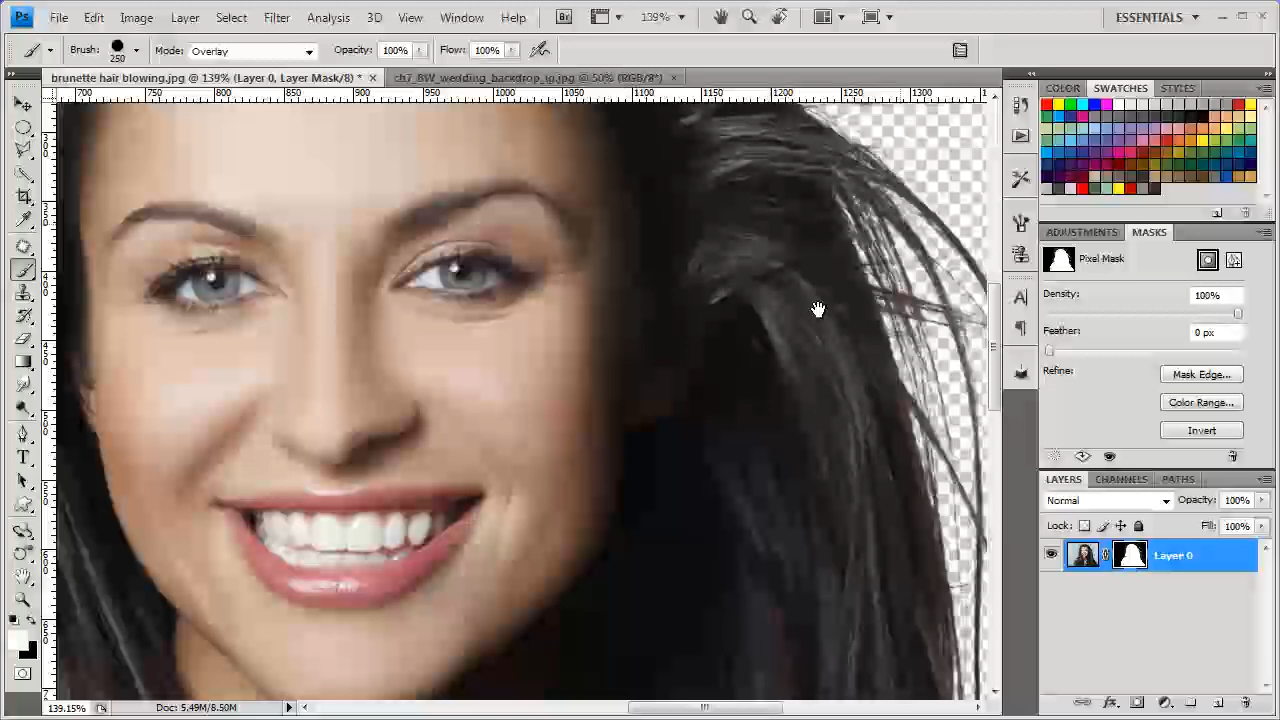 Ps File Edit Image Layer Select Filter Analysis 3D View Window Help Br 139% ESSENTIALS
Brush: 250 Mode: Overlay Opacity: 100% Flow: 100%
brunette hair blowing.jpg @ 139% (Layer 0, Layer Mask/8) * × ch7_BW_wedding_backdrop_lg.jpg @ 50% (RGB/8*) ×
700 750 800 850 900 950 1000 1050 1100 1150 1200 1250 1300
COLOR SWATCHES STYLES
ADJUSTMENTS MASKS
Pixel Mask
Density: 100%
Feather: 0 px
Refine: Mask Edge...
Color Range...
Invert
LAYERS CHANNELS PATHS
Normal Opacity: 100%
Lock: Fill: 100%
Layer 0
139.15% Doc: 5.49M/8.50M